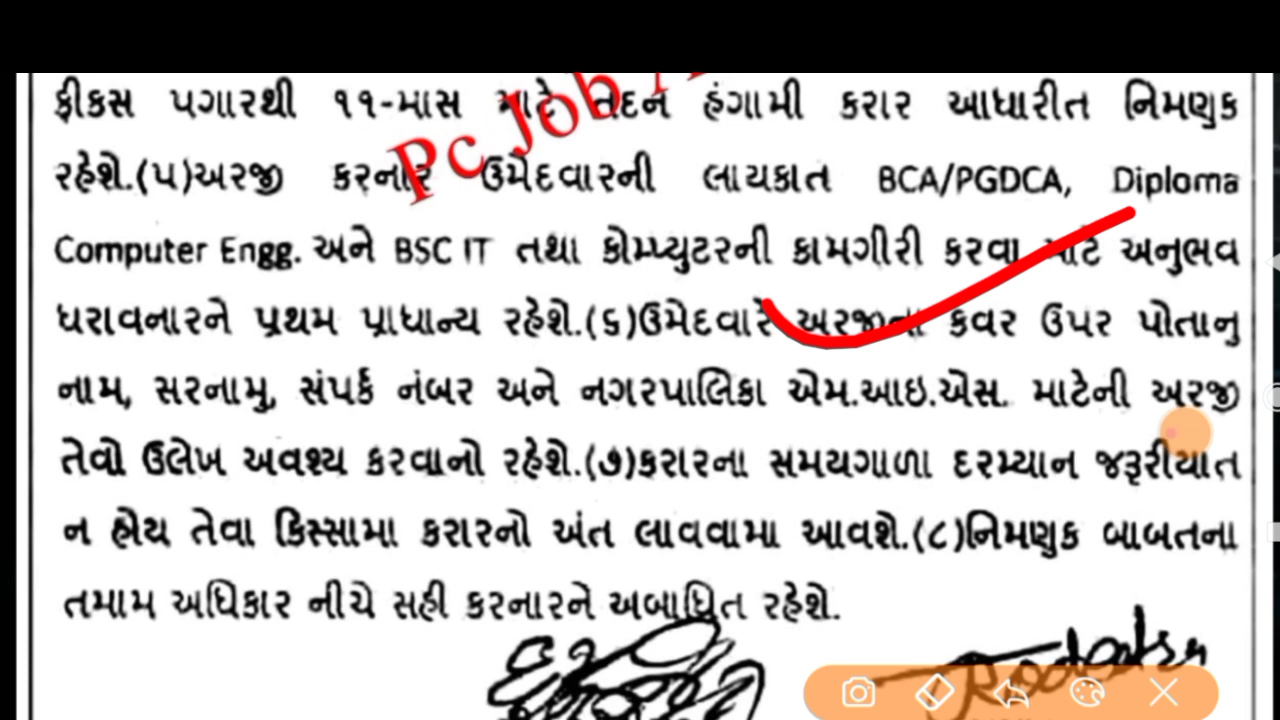 ફીકસ પગારથી ૧૧-માસ માટે તદન હંગામી કરાર આધારીત નિમણુક
Pc Job
રહેશે.(૫)અરજી કરનાર ઉમેદવારની લાયકાત BCA/PGDCA, Diploma
Computer Engg. અને BSC IT તથા કોમ્પ્યુટરની કામગીરી કરવા માટે અનુભવ
ધરાવનારને પ્રથમ પ્રાધાન્ય રહેશે.(૬)ઉમેદવારે અરજીના કવર ઉપર પોતાનુ
નામ, સરનામુ, સંપર્ક નંબર અને નગરપાલિકા એમ.આઇ.એસ. માટેની અરજી
તેવો ઉલેખ અવશ્ય કરવાનો રહેશે.(૭)કરારના સમયગાળા દરમ્યાન જરૂરીયાત
ન હોય તેવા કિસ્સામા કરારનો અંત લાવવામા આવશે.(૮)નિમણુક બાબતના
તમામ અધિકાર નીચે સહી કરનારને અબાધિત રહેશે.